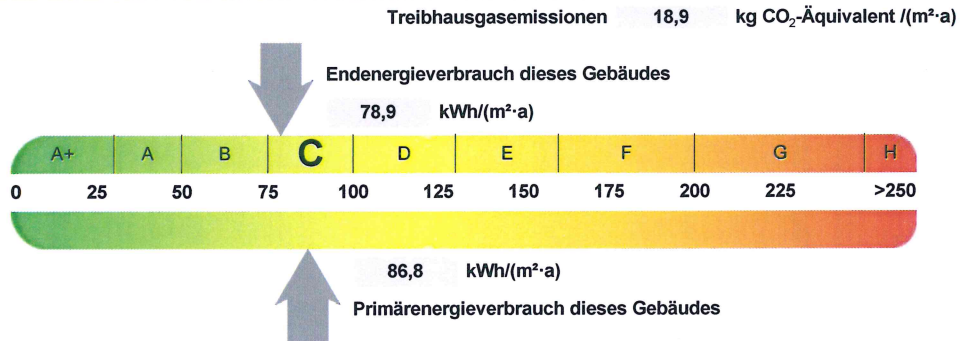 Treibhausgasemissionen 18,9 kg CO₂-Äquivalent /(m²·a)
Endenergieverbrauch dieses Gebäudes
78,9 kWh/(m²·a)
A+ A B C D E F G H
0 25 50 75 100 125 150 175 200 225 >250
86,8 kWh/(m²·a)
Primärenergieverbrauch dieses Gebäudes